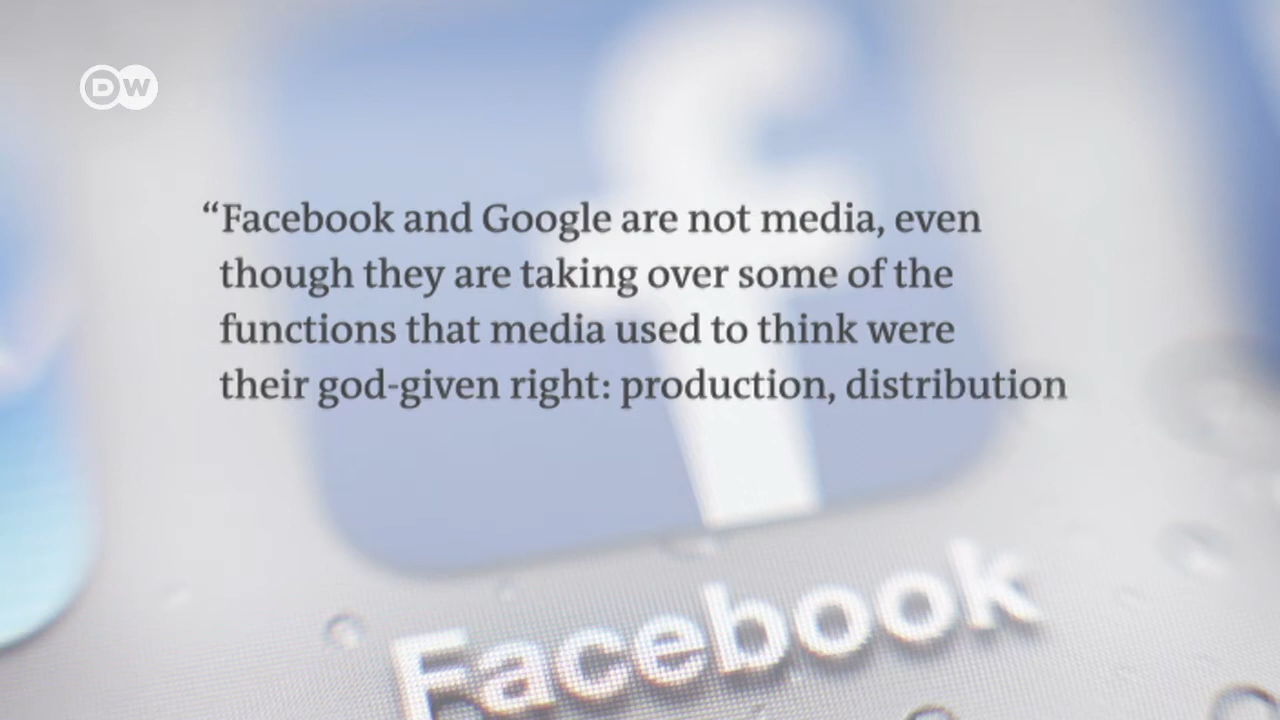 DW
“Facebook and Google are not media, even
though they are taking over some of the
functions that media used to think were
their god-given right: production, distribution
Facebook